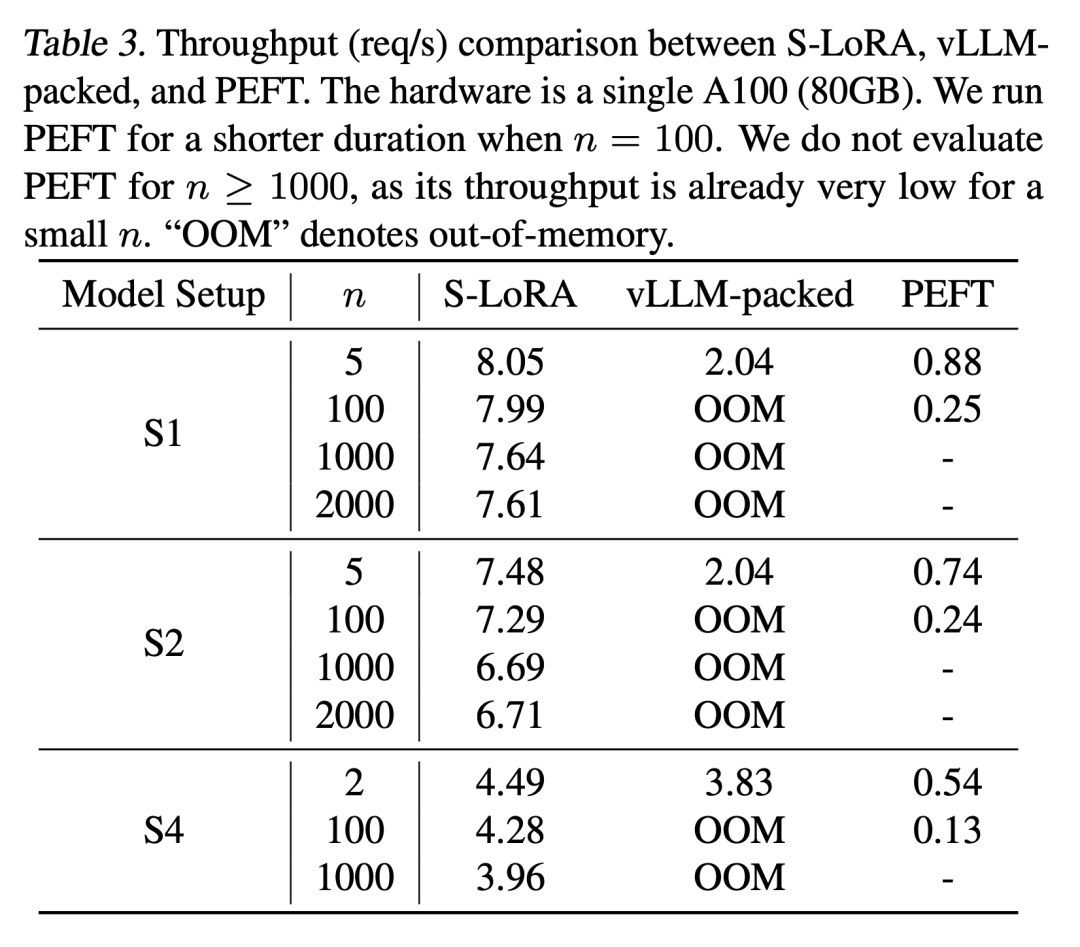 Table 3. Throughput (req/s) comparison between S-LoRA, vLLM-
packed, and PEFT. The hardware is a single A100 (80GB). We run
PEFT for a shorter duration when n = 100. We do not evaluate
PEFT for n ≥ 1000, as its throughput is already very low for a
small n. “OOM” denotes out-of-memory.
Model Setup n S-LoRA vLLM-packed PEFT
5 8.05 2.04 0.88
100 7.99 OOM 0.25
S1
1000 7.64 OOM -
2000 7.61 OOM -
5 7.48 2.04 0.74
100 7.29 OOM 0.24
S2
1000 6.69 OOM -
2000 6.71 OOM -
2 4.49 3.83 0.54
S4 100 4.28 OOM 0.13
1000 3.96 OOM -